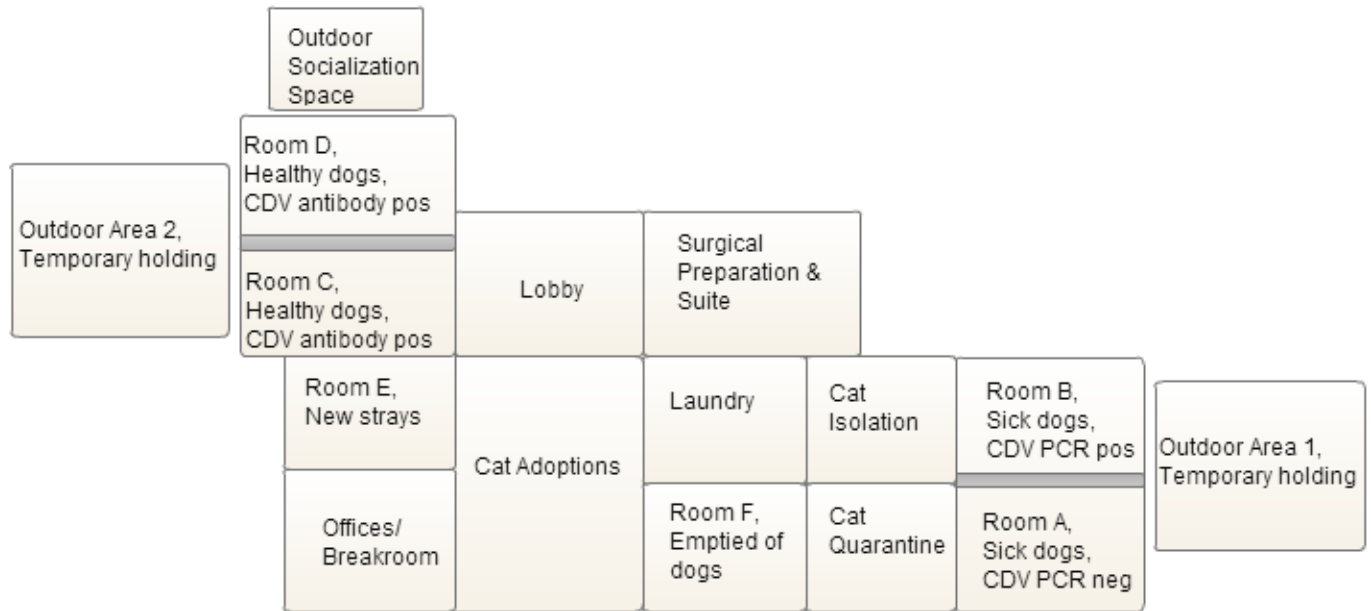 Outdoor
Socialization
Space
Room D,
Healthy dogs,
CDV antibody pos
Outdoor Area 2,
Temporary holding
Room C,
Healthy dogs,
CDV antibody pos
Lobby
Surgical
Preparation &
Suite
Room E,
New strays
Cat Adoptions
Laundry
Cat
Isolation
Room B,
Sick dogs,
CDV PCR pos
Outdoor Area 1,
Temporary holding
Offices/
Breakroom
Room F,
Emptied of
dogs
Cat
Quarantine
Room A,
Sick dogs,
CDV PCR neg